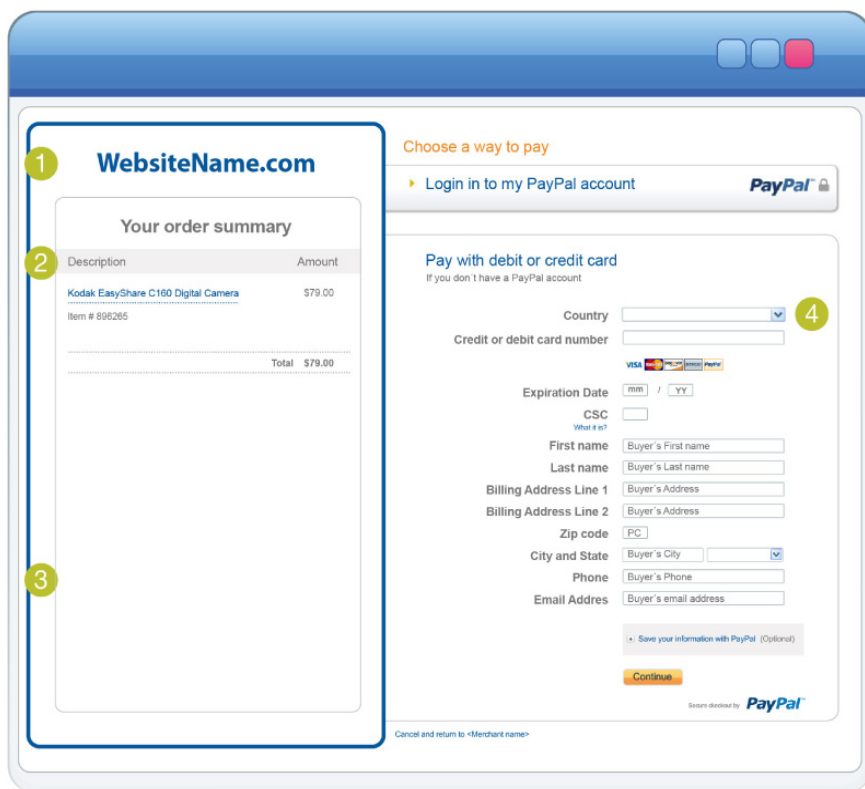 1
WebsiteName.com
Your order summary
2
Description Amount
Kodak EasyShare C160 Digital Camera $79.00
Item # 896265
Total $79.00
3
Choose a way to pay
Login in to my PayPal account PayPal™
Pay with debit or credit card
If you don´t have a PayPal account
Country
4
Credit or debit card number
VISA PayPal
Expiration Date mm / YY
CSC
What it is?
First name Buyer´s First name
Last name Buyer´s Last name
Billing Address Line 1 Buyer´s Address
Billing Address Line 2 Buyer´s Address
Zip code PC
City and State Buyer´s City
Phone Buyer´s Phone
Email Addres Buyer´s email address
Save your information with PayPal (Optional)
Continue
Secure checkout by PayPal™
Cancel and return to <Merchant name>